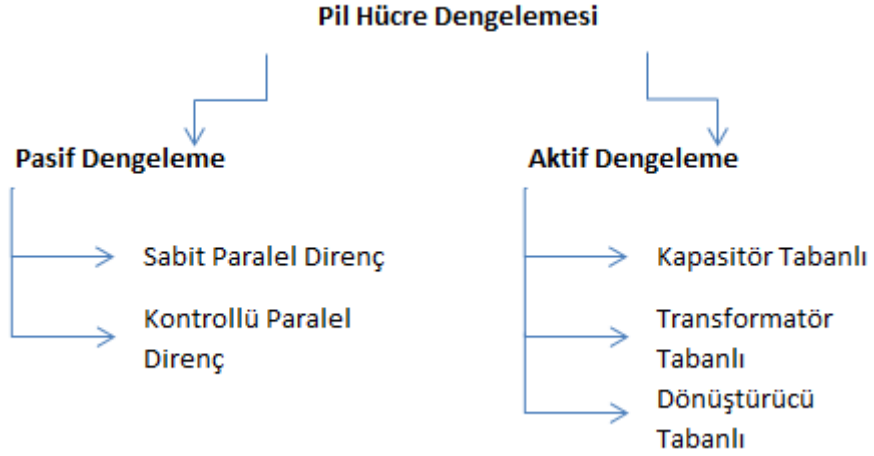 Pil Hücre Dengelemesi
Pasif Dengeleme
Sabit Paralel Direnç
Kontrollü Paralel
Direnç
Aktif Dengeleme
Kapasitör Tabanlı
Transformatör
Tabanlı
Dönüştürücü
Tabanlı